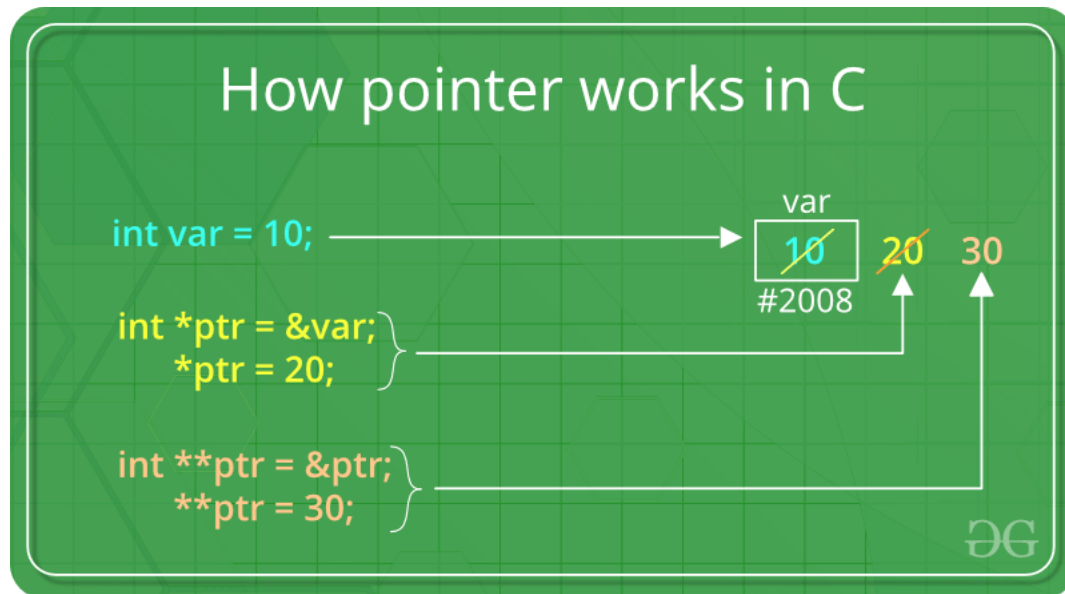 How pointer works in C
var
int var = 10;
10 20 30
#2008
int *ptr = &var;
*ptr = 20;
int **ptr = &ptr;
**ptr = 30;
GG